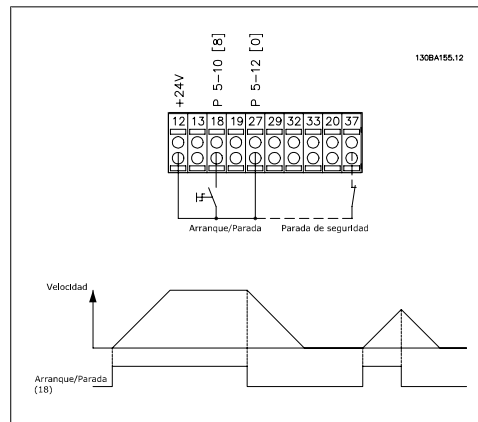 130BA155.12
+24V
P 5-10 [8]
P 5-12 [0]
12 13 18 19 27 29 32 33 20 37
Arranque/Parada
Parada de seguridad
Velocidad
Arranque/Parada
(18)